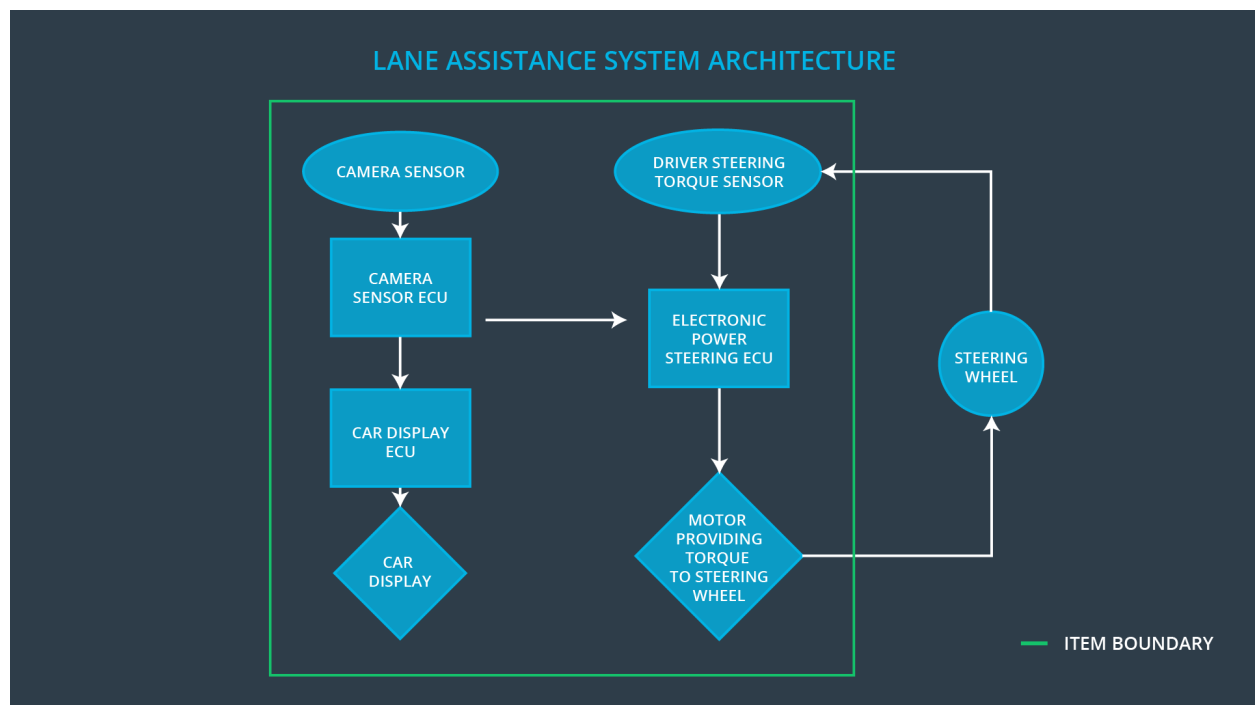 LANE ASSISTANCE SYSTEM ARCHITECTURE
CAMERA SENSOR
CAMERA
SENSOR ECU
CAR DISPLAY
ECU
CAR
DISPLAY
DRIVER STEERING
TORQUE SENSOR
ELECTRONIC
POWER
STEERING ECU
MOTOR
PROVIDING
TORQUE
TO STEERING
WHEEL
STEERING
WHEEL
ITEM BOUNDARY